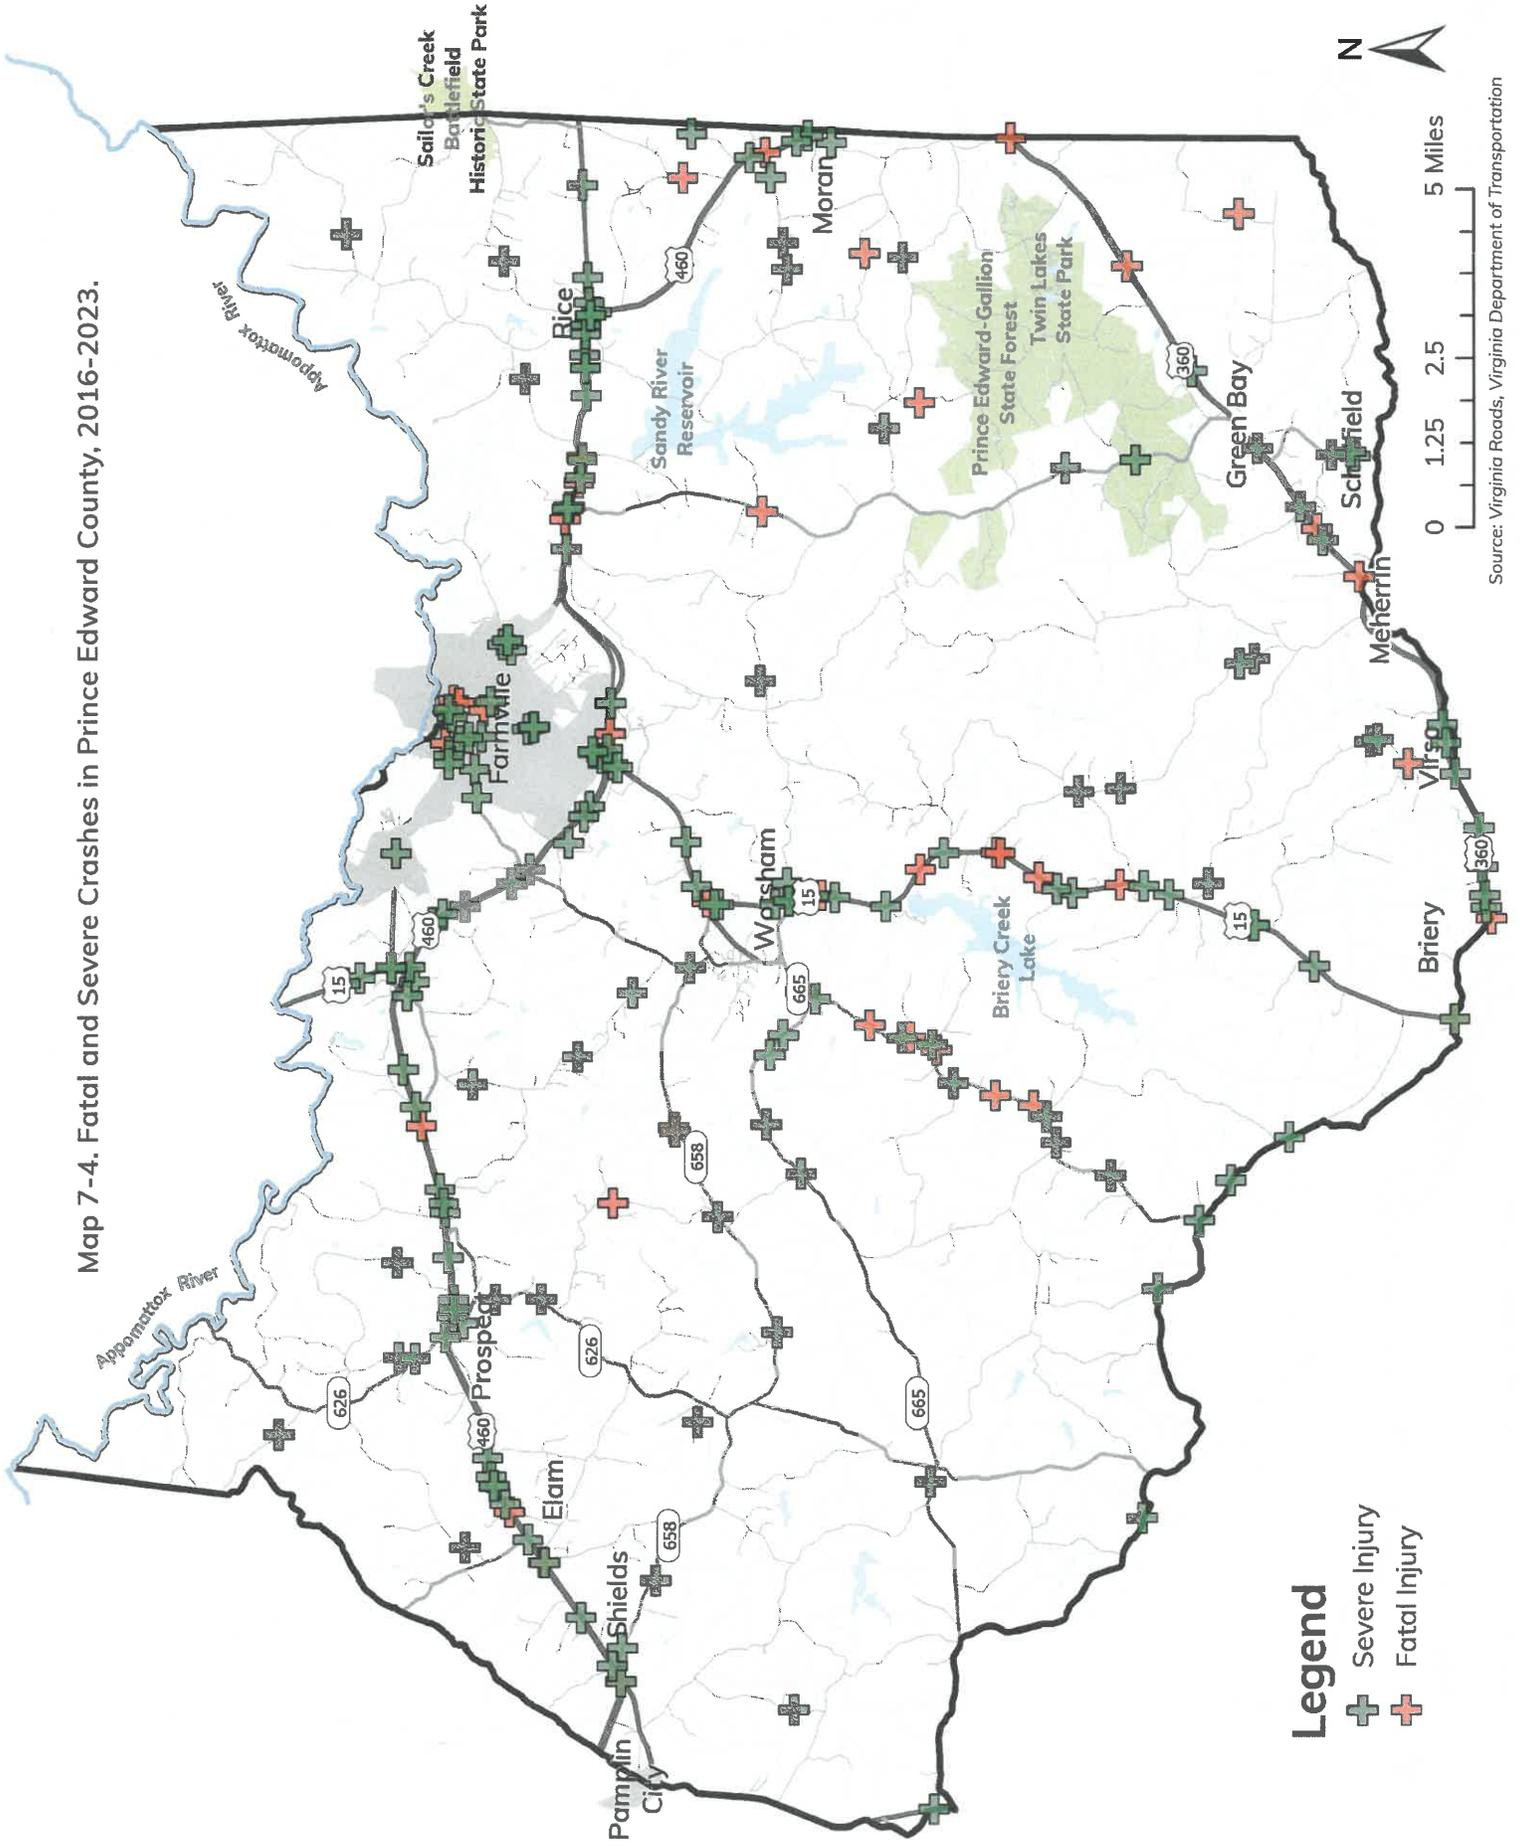 Map 7-4. Fatal and Severe Crashes in Prince Edward County, 2016-2023.
Appomattox River
Appomattox River
Sailor's Creek
Battlefield
Historic State Park
15
460
626
Prospect
460
Elam
626
Shields
658
658
Pamplin
City
Farmville
Rice
460
Sandy River
Reservoir
Moran
Worsham
15
665
665
Briery Creek
Lake
15
Prince Edward-Gallion
State Forest
Twin Lakes
State Park
360
Green Bay
Meherrin
Briery
360
N
Legend
Severe Injury
Fatal Injury
0 1.25 2.5 5 Miles
Source: Virginia Roads, Virginia Department of Transportation